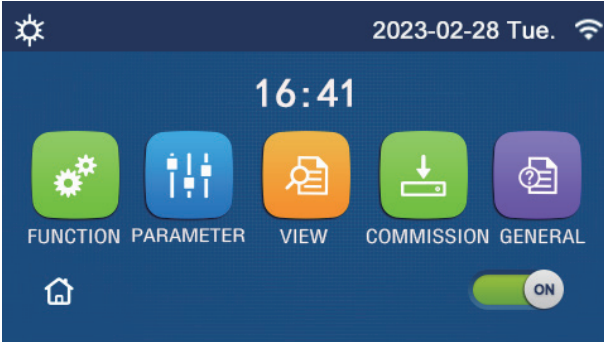 2023-02-28 Tue.
16:41
FUNCTION PARAMETER VIEW COMMISSION GENERAL
ON